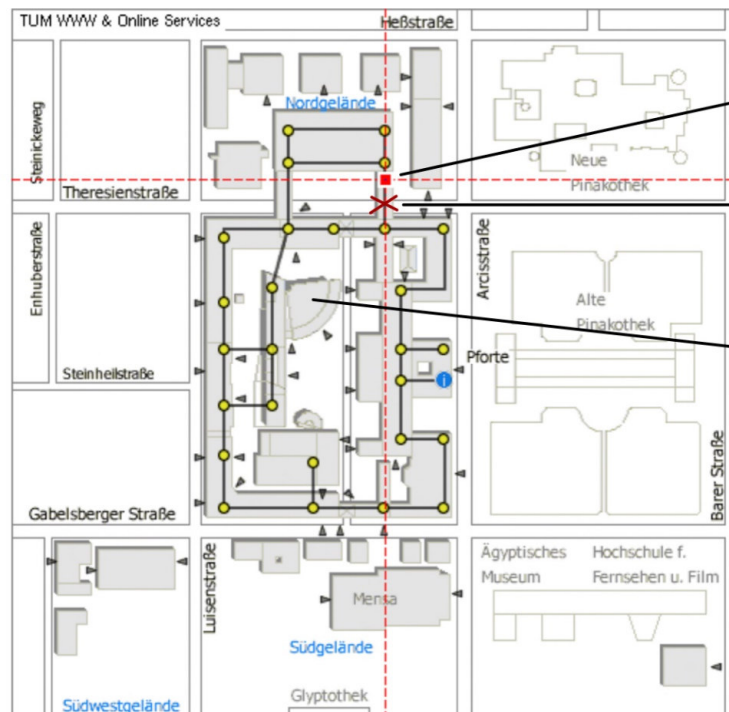 TUM WWW & Online Services
Heßstraße
Nordgelände
Steinickeweg
Neue
Pinakothek
Theresienstraße
Enhuberstraße
Arcisstraße
Alte
Pinakothek
Pforte
Steinheilstraße
i
Barer Straße
Gabelsberger Straße
Luisenstraße
Ägyptisches
Museum
Hochschule f.
Fernsehen u. Film
Mensa
Südgelände
Glyptothek
Südwestgelände